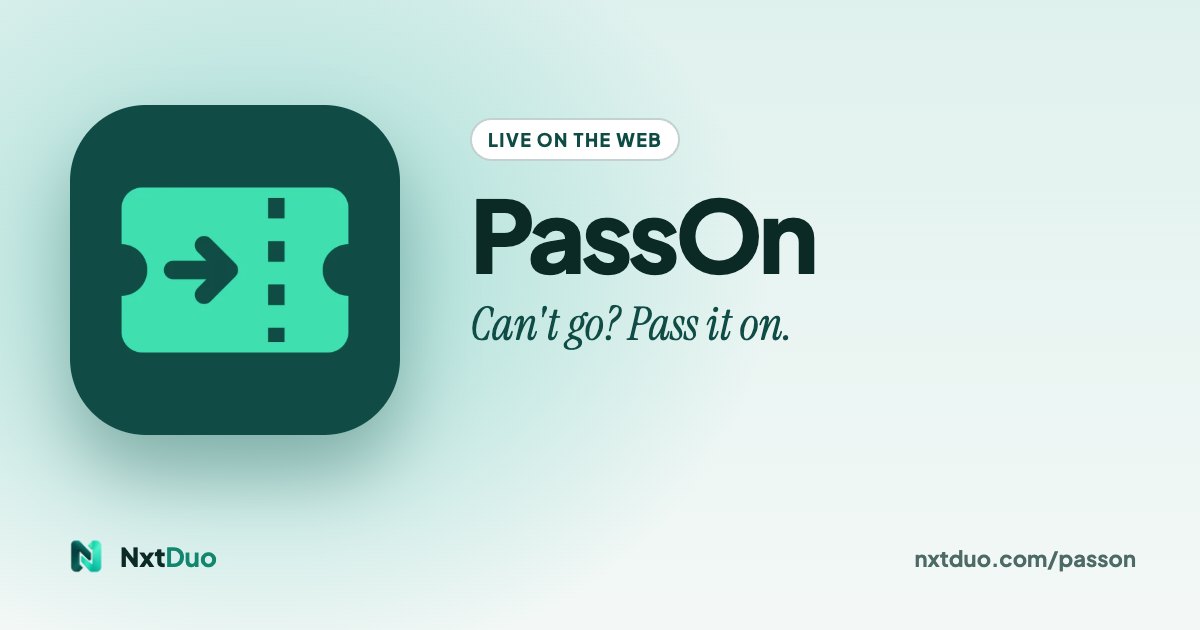 LIVE ON THE WEB
PassOn
Can't go? Pass it on.
NxtDuo
nxtduo.com/passon